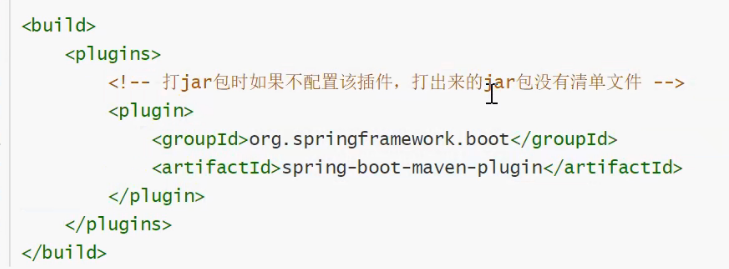 <build>
    <plugins>
        <!-- 打jar包时如果不配置该插件，打出来的jar包没有清单文件 -->
        <plugin>
            <groupId>org.springframework.boot</groupId>
            <artifactId>spring-boot-maven-plugin</artifactId>
        </plugin>
    </plugins>
</build>